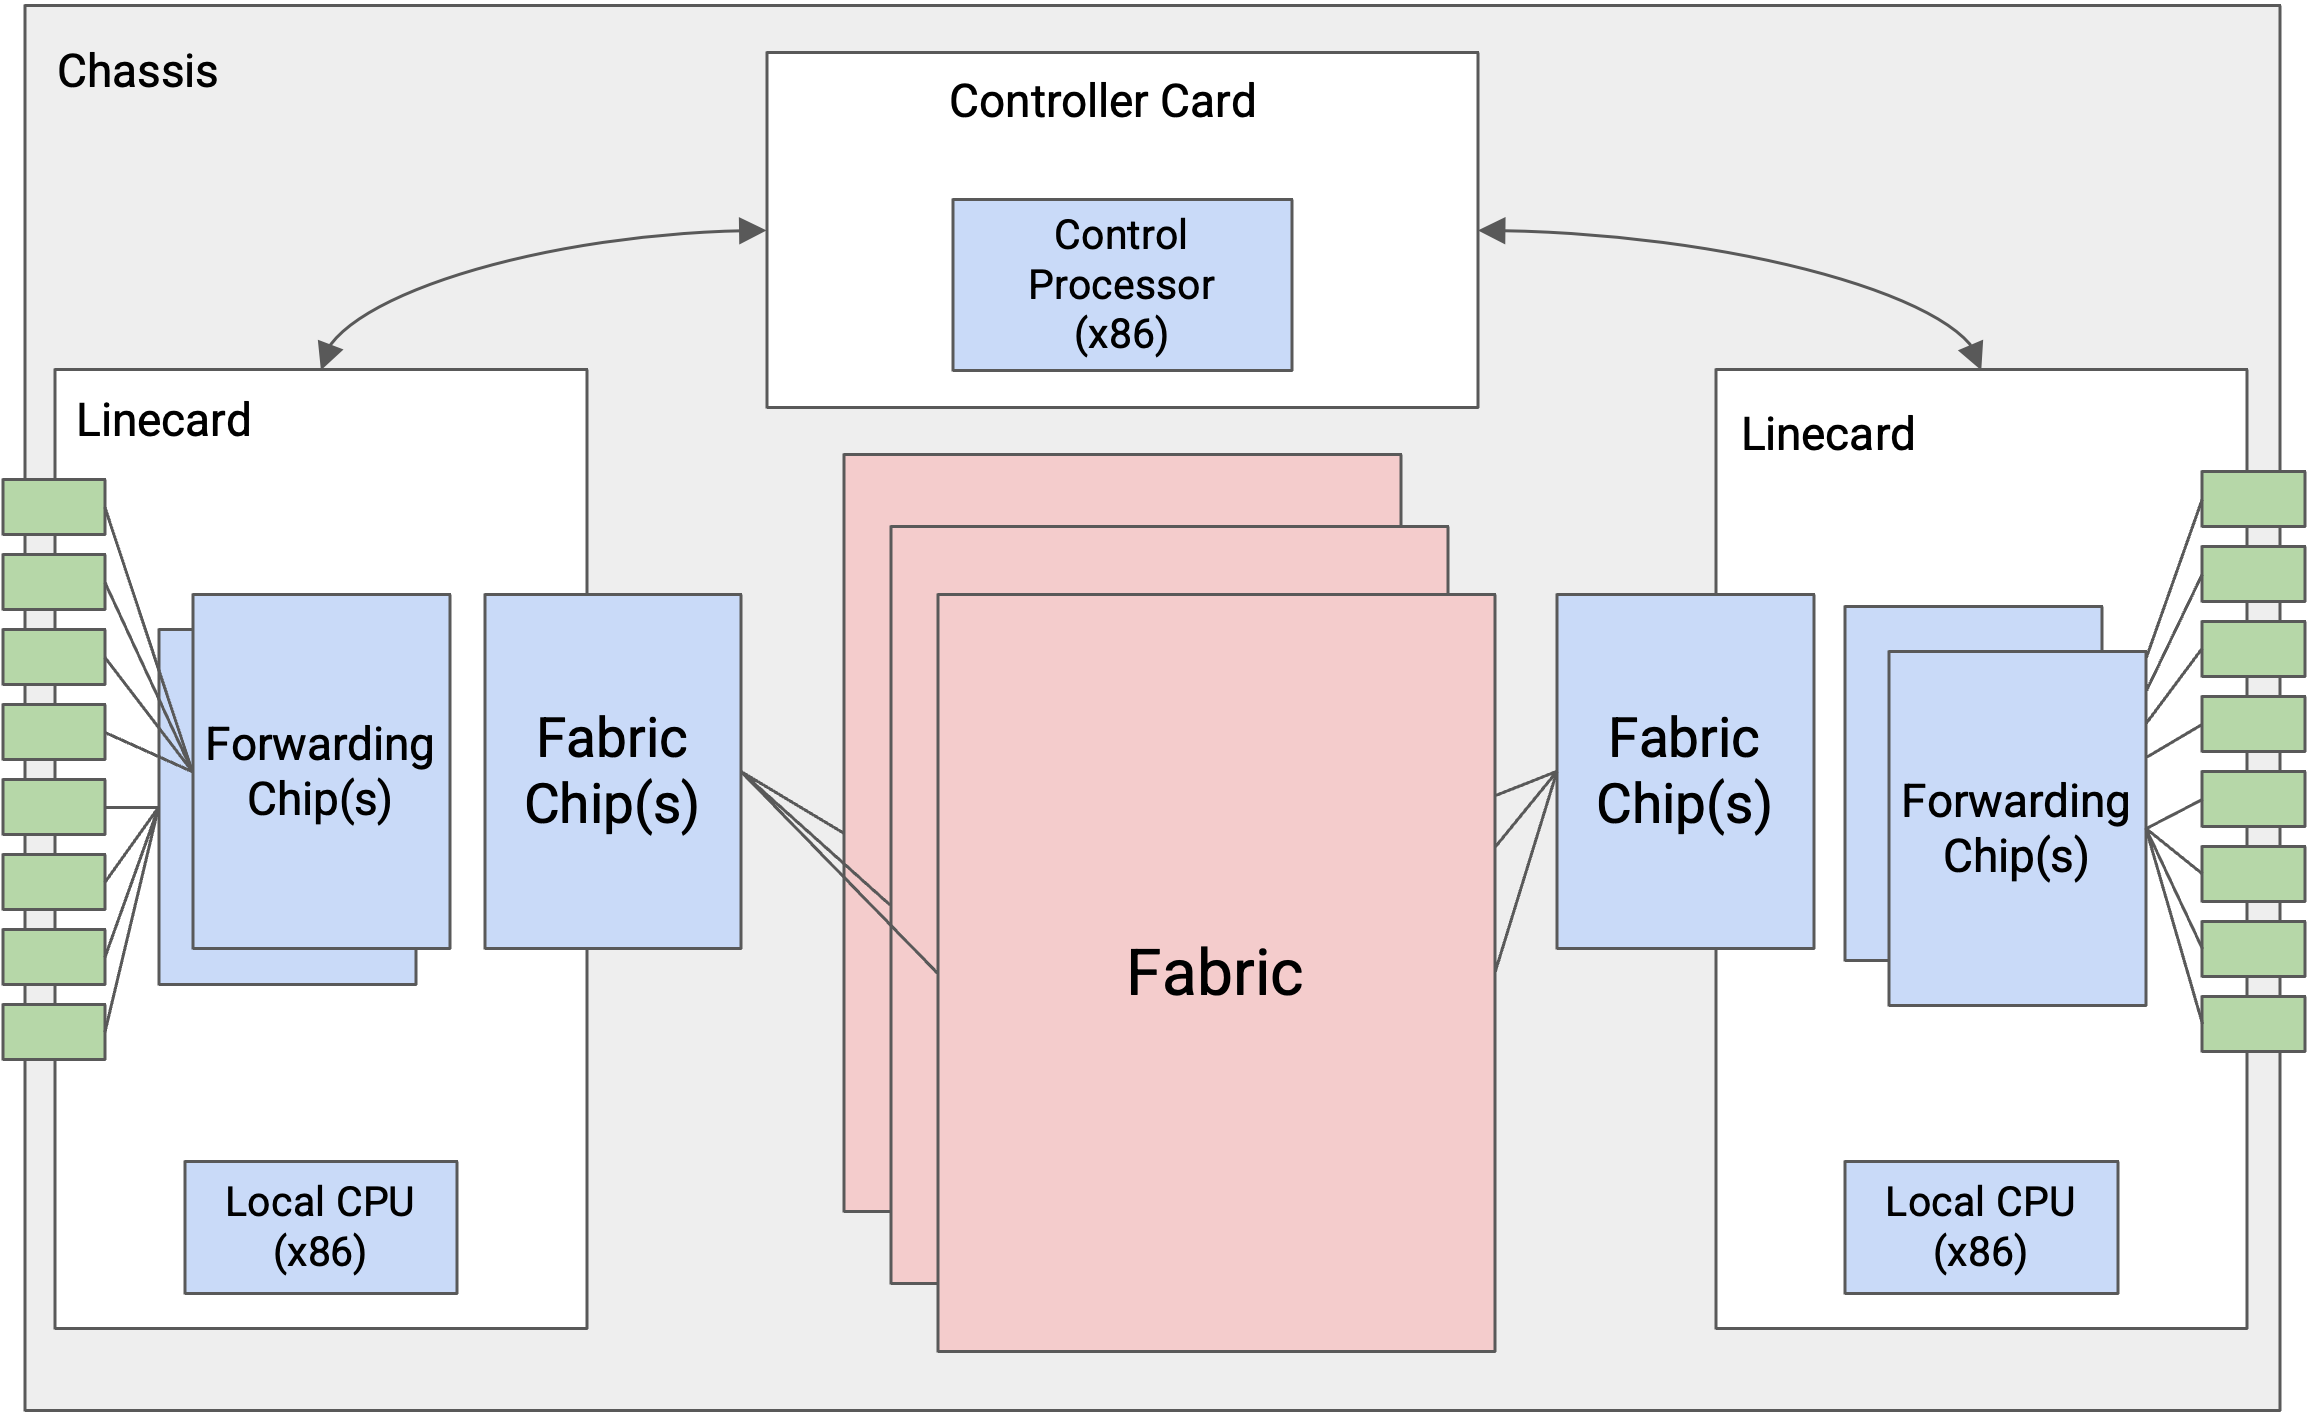 Chassis
Controller Card
Control
Processor
(x86)
Linecard
Linecard
Forwarding
Chip(s)
Fabric
Chip(s)
Fabric
Fabric
Chip(s)
Forwarding
Chip(s)
Local CPU
(x86)
Local CPU
(x86)